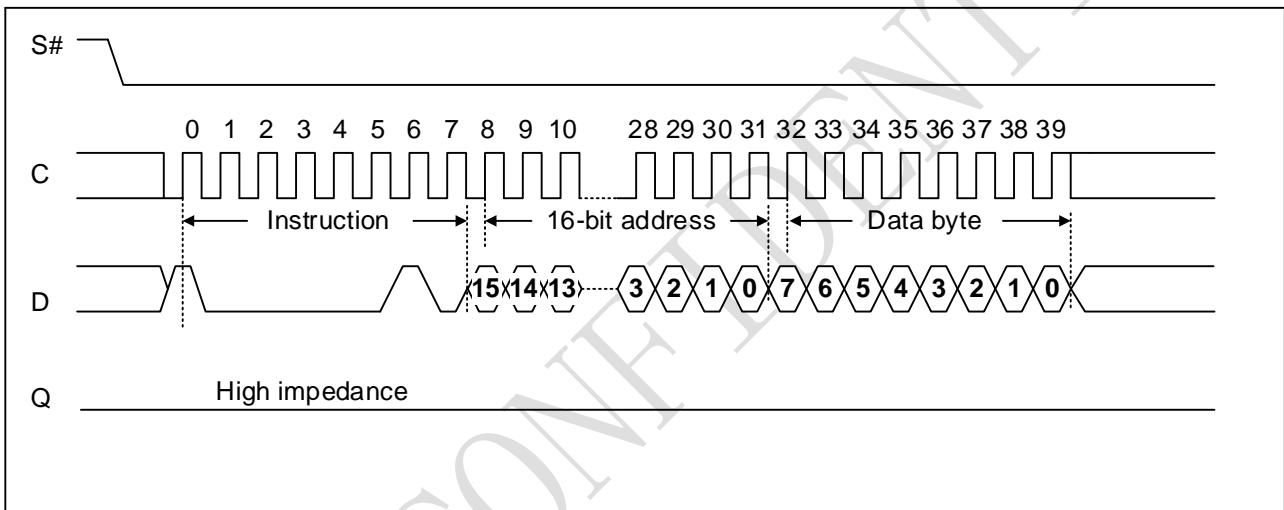 S#
0 1 2 3 4 5 6 7 8 9 10 28 29 30 31 32 33 34 35 36 37 38 39
C
Instruction 16-bit address Data byte
D 15 14 13 3 2 1 0 7 6 5 4 3 2 1 0
High impedance
Q
CONFIDENT